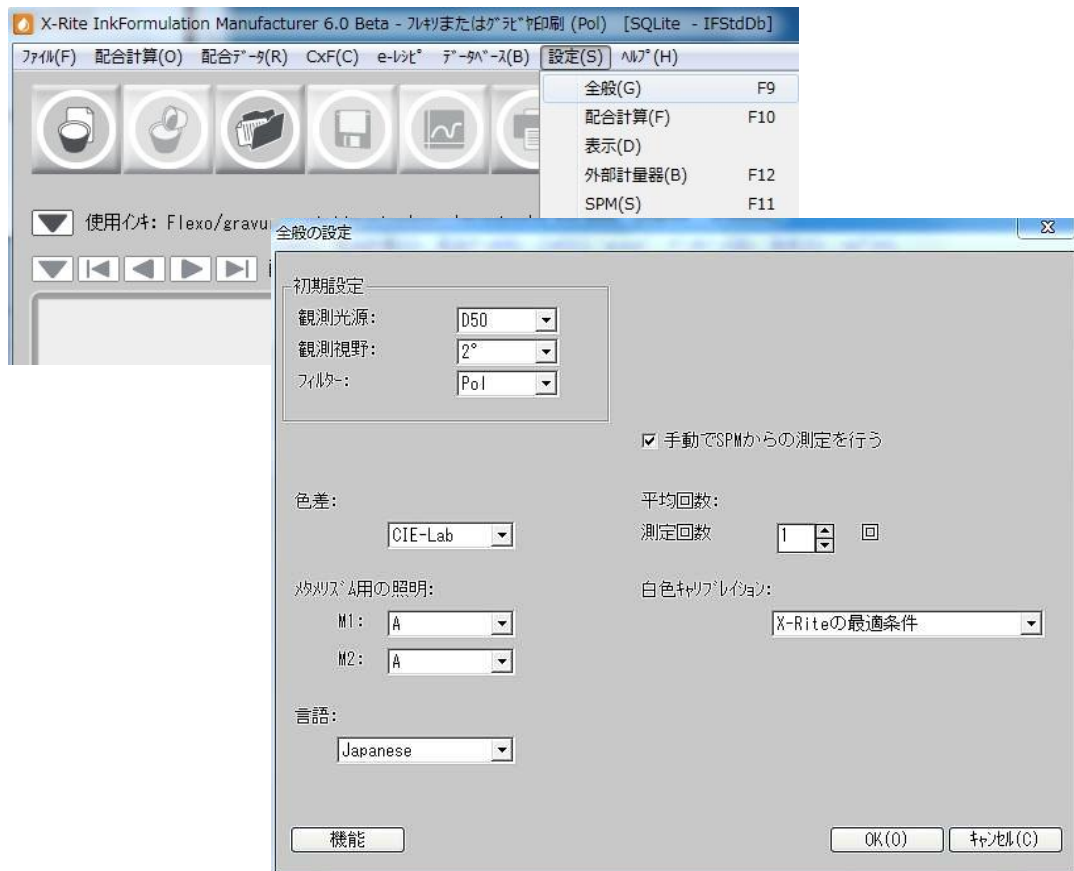 X-Rite InkFormulation Manufacturer 6.0 Beta - ﾌﾚｷｿまたはｸﾞﾗﾋﾞﾔ印刷 (Pol) [SQLite - IFStdDb]
ﾌｧｲﾙ(F) 配合計算(O) 配合ﾃﾞｰﾀ(R) CxF(C) e-ﾚｼﾋﾟ ﾃﾞｰﾀﾍﾞｰｽ(B) 設定(S) ﾍﾙﾌﾟ(H)
全般(G) F9
配合計算(F) F10
表示(D)
外部計量器(B) F12
SPM(S) F11
使用ｲﾝｷ: Flexo/gravu
全般の設定
初期設定
観測光源: D50
観測視野: 2°
ﾌｨﾙﾀｰ: Pol
手動でSPMからの測定を行う
色差:
CIE-Lab
平均回数:
測定回数 1 回
ﾒﾀﾒﾘｽﾞﾑ用の照明:
M1: A
M2: A
白色ｷｬﾘﾌﾞﾚｲｼｮﾝ:
X-Riteの最適条件
言語:
Japanese
機能
OK(O)
ｷｬﾝｾﾙ(C)